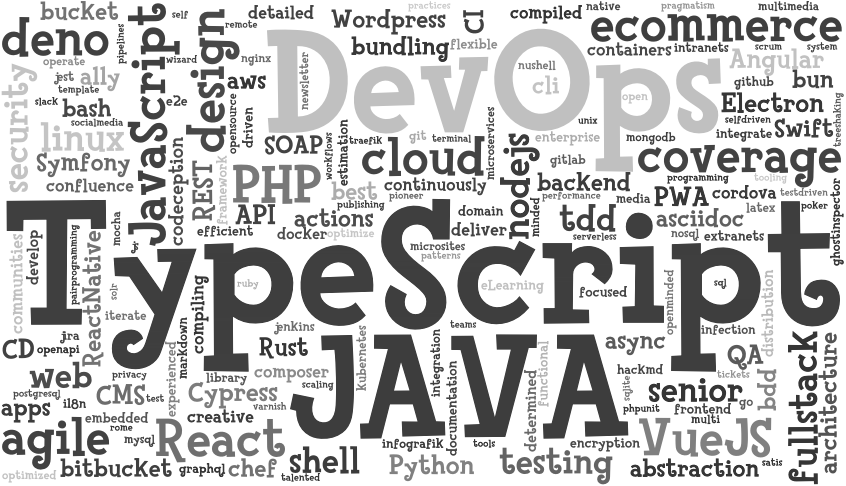 bucket
self
remote
detailed
Wordpress
practices
CI
compiled
native
pragmatism
multimedia
deno
pipelines
JavaScript
design
DevOps
ecommerce
bundling
flexible
containers
intranets
scrum
system
operate
wizard
nginx
newsletter
nushell
cli
Angular
security
jest
ally
template
aws
open
github
bun
slack
bash
e2e
opensource
driven
Electron
socialmedia
unix
selfdriven
treeshaking
linux
SOAP
workflows
estimation
traefik
git
terminal
microservices
nodejs
enterprise
mongodb
integrate
Swift
Symfony
codeception
REST
framework
PHP
cloud
gitlab
coverage
confluence
best
continuously
backend
programming
tooling
publishing
pioneer
minded
performance
media
PWA
cordova
testdriven
API
actions
domain
tdd
asciidoc
latex
poker
ghostinspector
efficient
docker
optimize
deliver
serverless
nosql
extranets
TypeScript
communities
develop
pairprogramming
ReactNative
mocha
microsites
patterns
solr
compiling
ruby
eLearning
focused
openminded
sql
distribution
iterate
jenkins
teams
infection
jra
CD
openapi
markdown
Rust
kubernetes
JAVA
integration
async
QA
fullstack
architecture
experienced
composer
functional
hackmd
tickets
web
privacy
library
scaling
documentation
determined
sqlite
senior
bdd
postgresql
CMS
test
Cypress
varnish
go
apps
i18n
phpunit
frontend
embedded
creative
multi
agile
rome
mysql
React
infografiK
tools
encryption
VueJS
optimized
bitbucket
graphql
chef
shell
talented
Python
testing
abstraction
satis